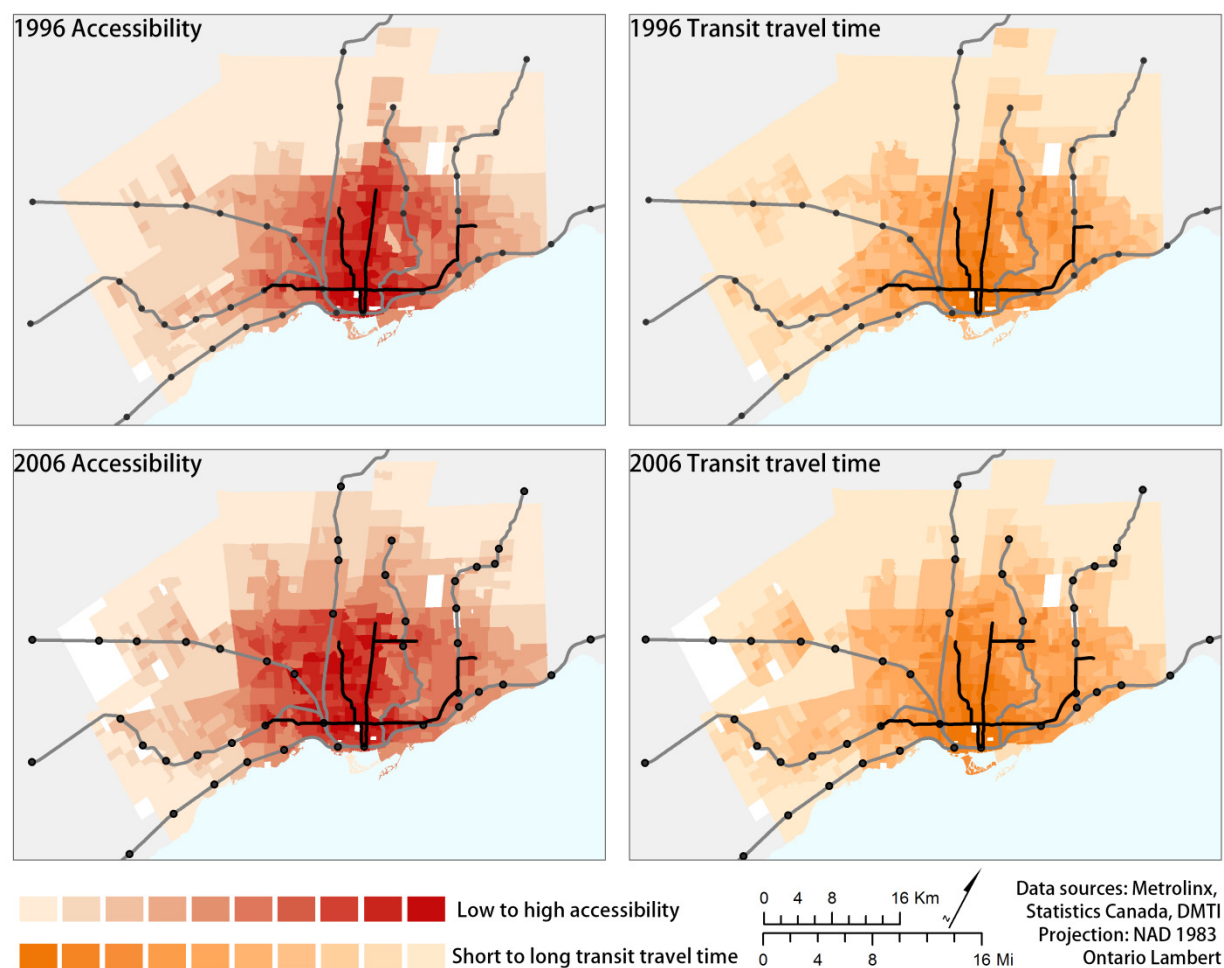 1996 Accessibility
1996 Transit travel time
2006 Accessibility
2006 Transit travel time
Low to high accessibility
Short to long transit travel time
0 4 8 16 Km
0 4 8 16 Mi
N
Data sources: Metrolinx,
Statistics Canada, DMTI
Projection: NAD 1983
Ontario Lambert